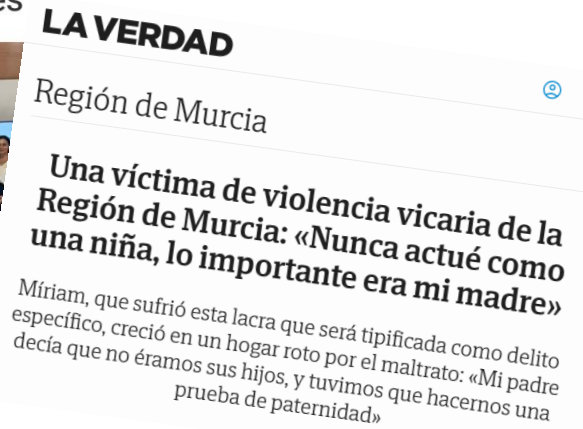 es
LA VERDAD
Región de Murcia
Una víctima de violencia vicaria de la
Región de Murcia: «Nunca actué como
una niña, lo importante era mi madre»
Míriam, que sufrió esta lacra que será tipificada como delito
específico, creció en un hogar roto por el maltrato: «Mi padre
decía que no éramos sus hijos, y tuvimos que hacernos una
prueba de paternidad»